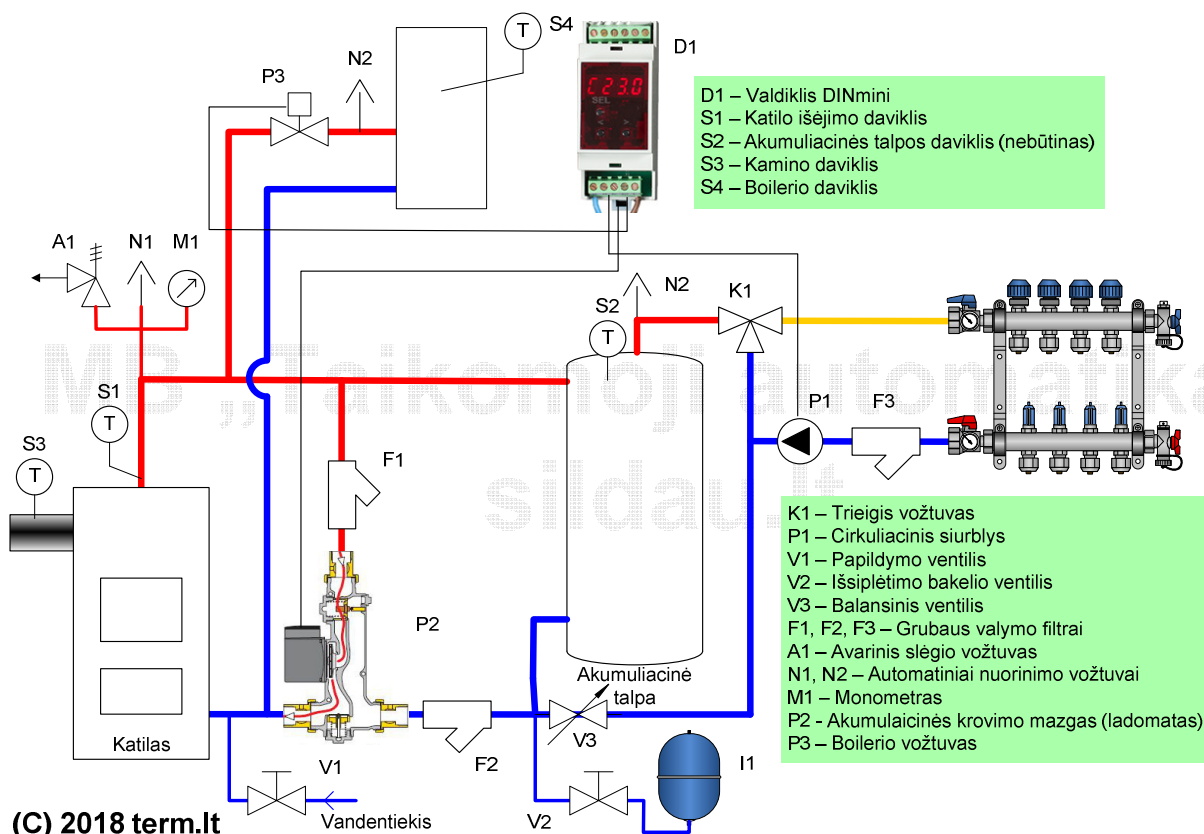 S4
T
D1
P3
N2
C23.0
SEL
D1 – Valdiklis DINmini
S1 – Katilo išėjimo daviklis
S2 – Akumuliacinės talpos daviklis (nebūtinas)
S3 – Kamino daviklis
S4 – Boilerio daviklis
A1
N1
M1
N2
K1
S2
T
MB „Taikomoji automatika
sildau.lt
S1
T
P1
F3
S3
T
F1
K1 – Trieigis vožtuvas
P1 – Cirkuliacinis siurblys
V1 – Papildymo ventilis
V2 – Išsiplėtimo bakelio ventilis
V3 – Balansinis ventilis
F1, F2, F3 – Grubaus valymo filtrai
A1 – Avarinis slėgio vožtuvas
N1, N2 – Automatiniai nuorinimo vožtuvai
M1 – Monometras
P2 - Akumulaicinės krovimo mazgas (ladomatas)
P3 – Boilerio vožtuvas
P2
Akumuliacinė
talpa
Katilas
V3
F2
I1
V1
Vandentiekis
V2
(C) 2018 term.lt